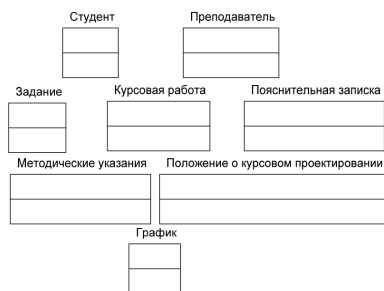 Студент Преподаватель
Задание Курсовая работа Пояснительная записка
Методические указания Положение о курсовом проектировании
График